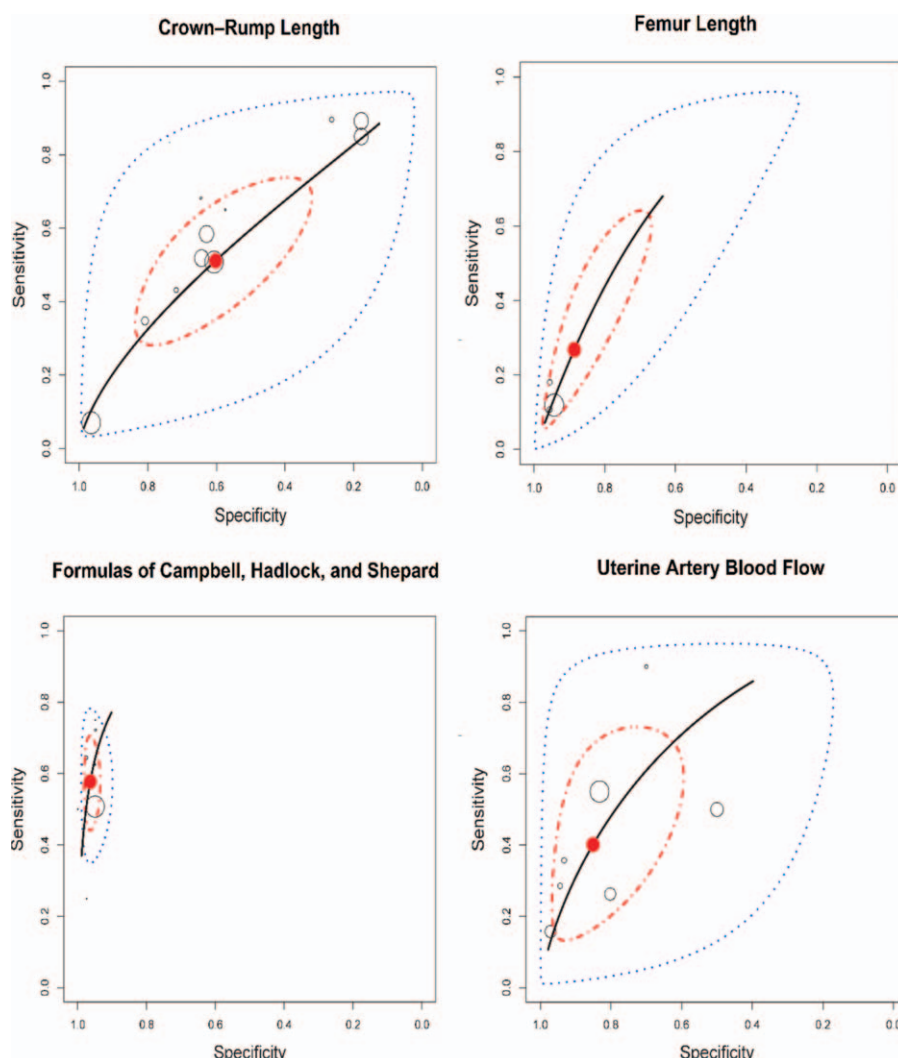 Crown–Rump Length
Femur Length
Sensitivity
0.0 0.2 0.4 0.6 0.8 1.0
1.0 0.8 0.6 0.4 0.2 0.0
Specificity
Sensitivity
0.0 0.2 0.4 0.6 0.8 1.0
1.0 0.8 0.6 0.4 0.2 0.0
Specificity
Formulas of Campbell, Hadlock, and Shepard
Uterine Artery Blood Flow
Sensitivity
0.0 0.2 0.4 0.6 0.8 1.0
1.0 0.8 0.6 0.4 0.2 0.0
Specificity
Sensitivity
0.0 0.2 0.4 0.6 0.8 1.0
1.0 0.8 0.6 0.4 0.2 0.0
Specificity